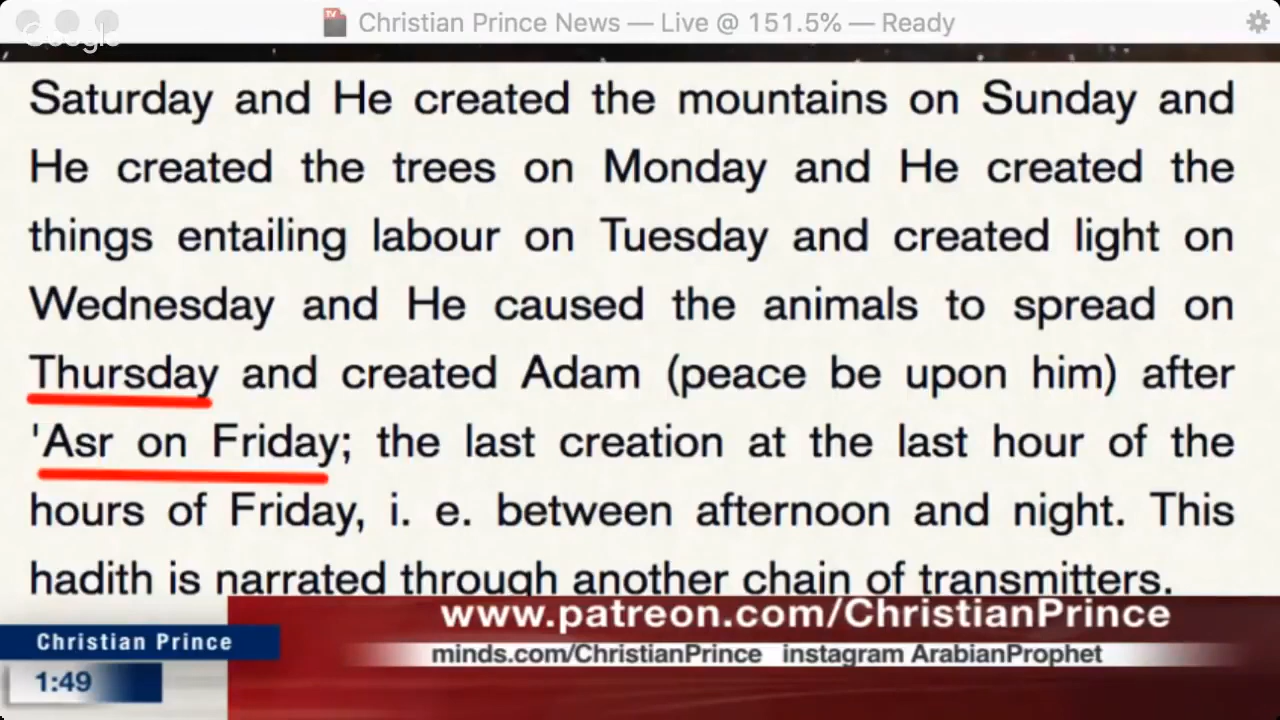 Christian Prince News — Live @ 151.5% — Ready
Google
Saturday and He created the mountains on Sunday and
He created the trees on Monday and He created the
things entailing labour on Tuesday and created light on
Wednesday and He caused the animals to spread on
Thursday and created Adam (peace be upon him) after
'Asr on Friday; the last creation at the last hour of the
hours of Friday, i. e. between afternoon and night. This
hadith is narrated through another chain of transmitters.
www.patreon.com/ChristianPrince
Christian Prince
minds.com/ChristianPrince instagram ArabianProphet
1:49